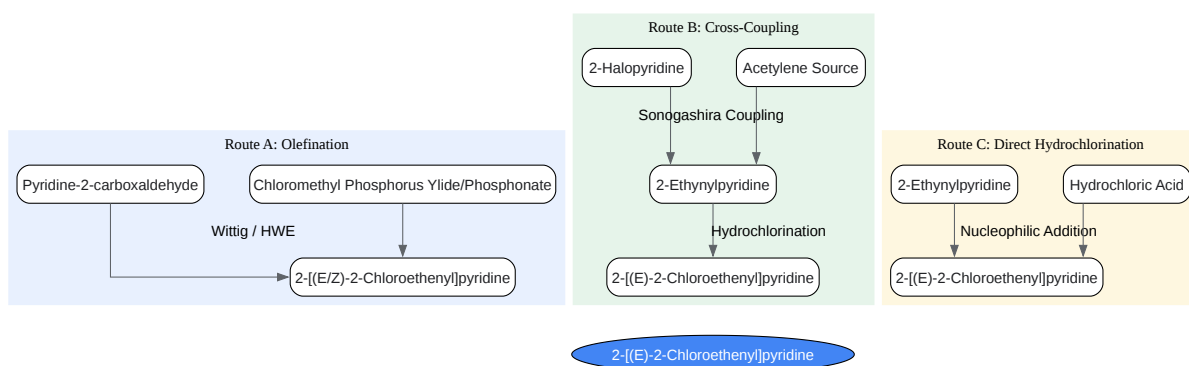 Route B: Cross-Coupling
2-Halopyridine
Acetylene Source
Sonogashira Coupling
2-Ethynylpyridine
Hydrochlorination
2-[(E)-2-Chloroethenyl]pyridine
Route A: Olefination
Pyridine-2-carboxaldehyde
Chloromethyl Phosphorus Ylide/Phosphonate
Wittig / HWE
2-[(E/Z)-2-Chloroethenyl]pyridine
Route C: Direct Hydrochlorination
2-Ethynylpyridine
Hydrochloric Acid
Nucleophilic Addition
2-[(E)-2-Chloroethenyl]pyridine
2-[(E)-2-Chloroethenyl]pyridine